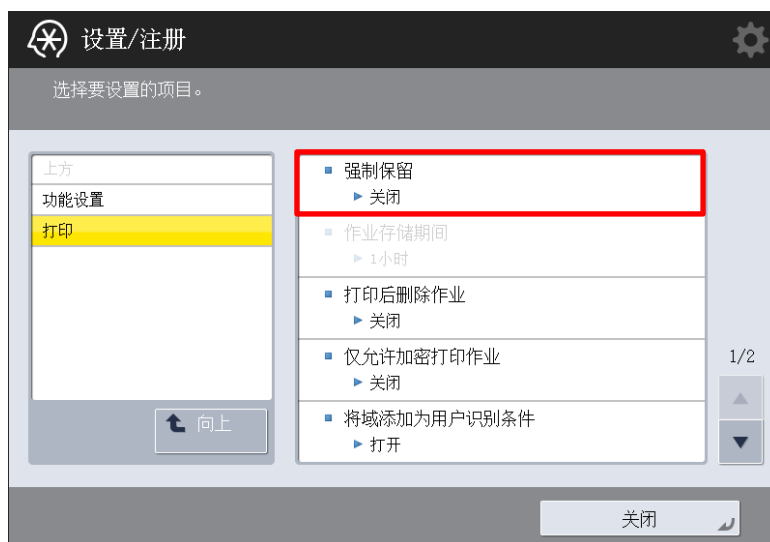 设置/注册
选择要设置的项目。
上方
功能设置
打印
向上
强制保留
关闭
作业存储期间
1小时
打印后删除作业
关闭
仅允许加密打印作业
关闭
将域添加为用户识别条件
打开
1/2
关闭